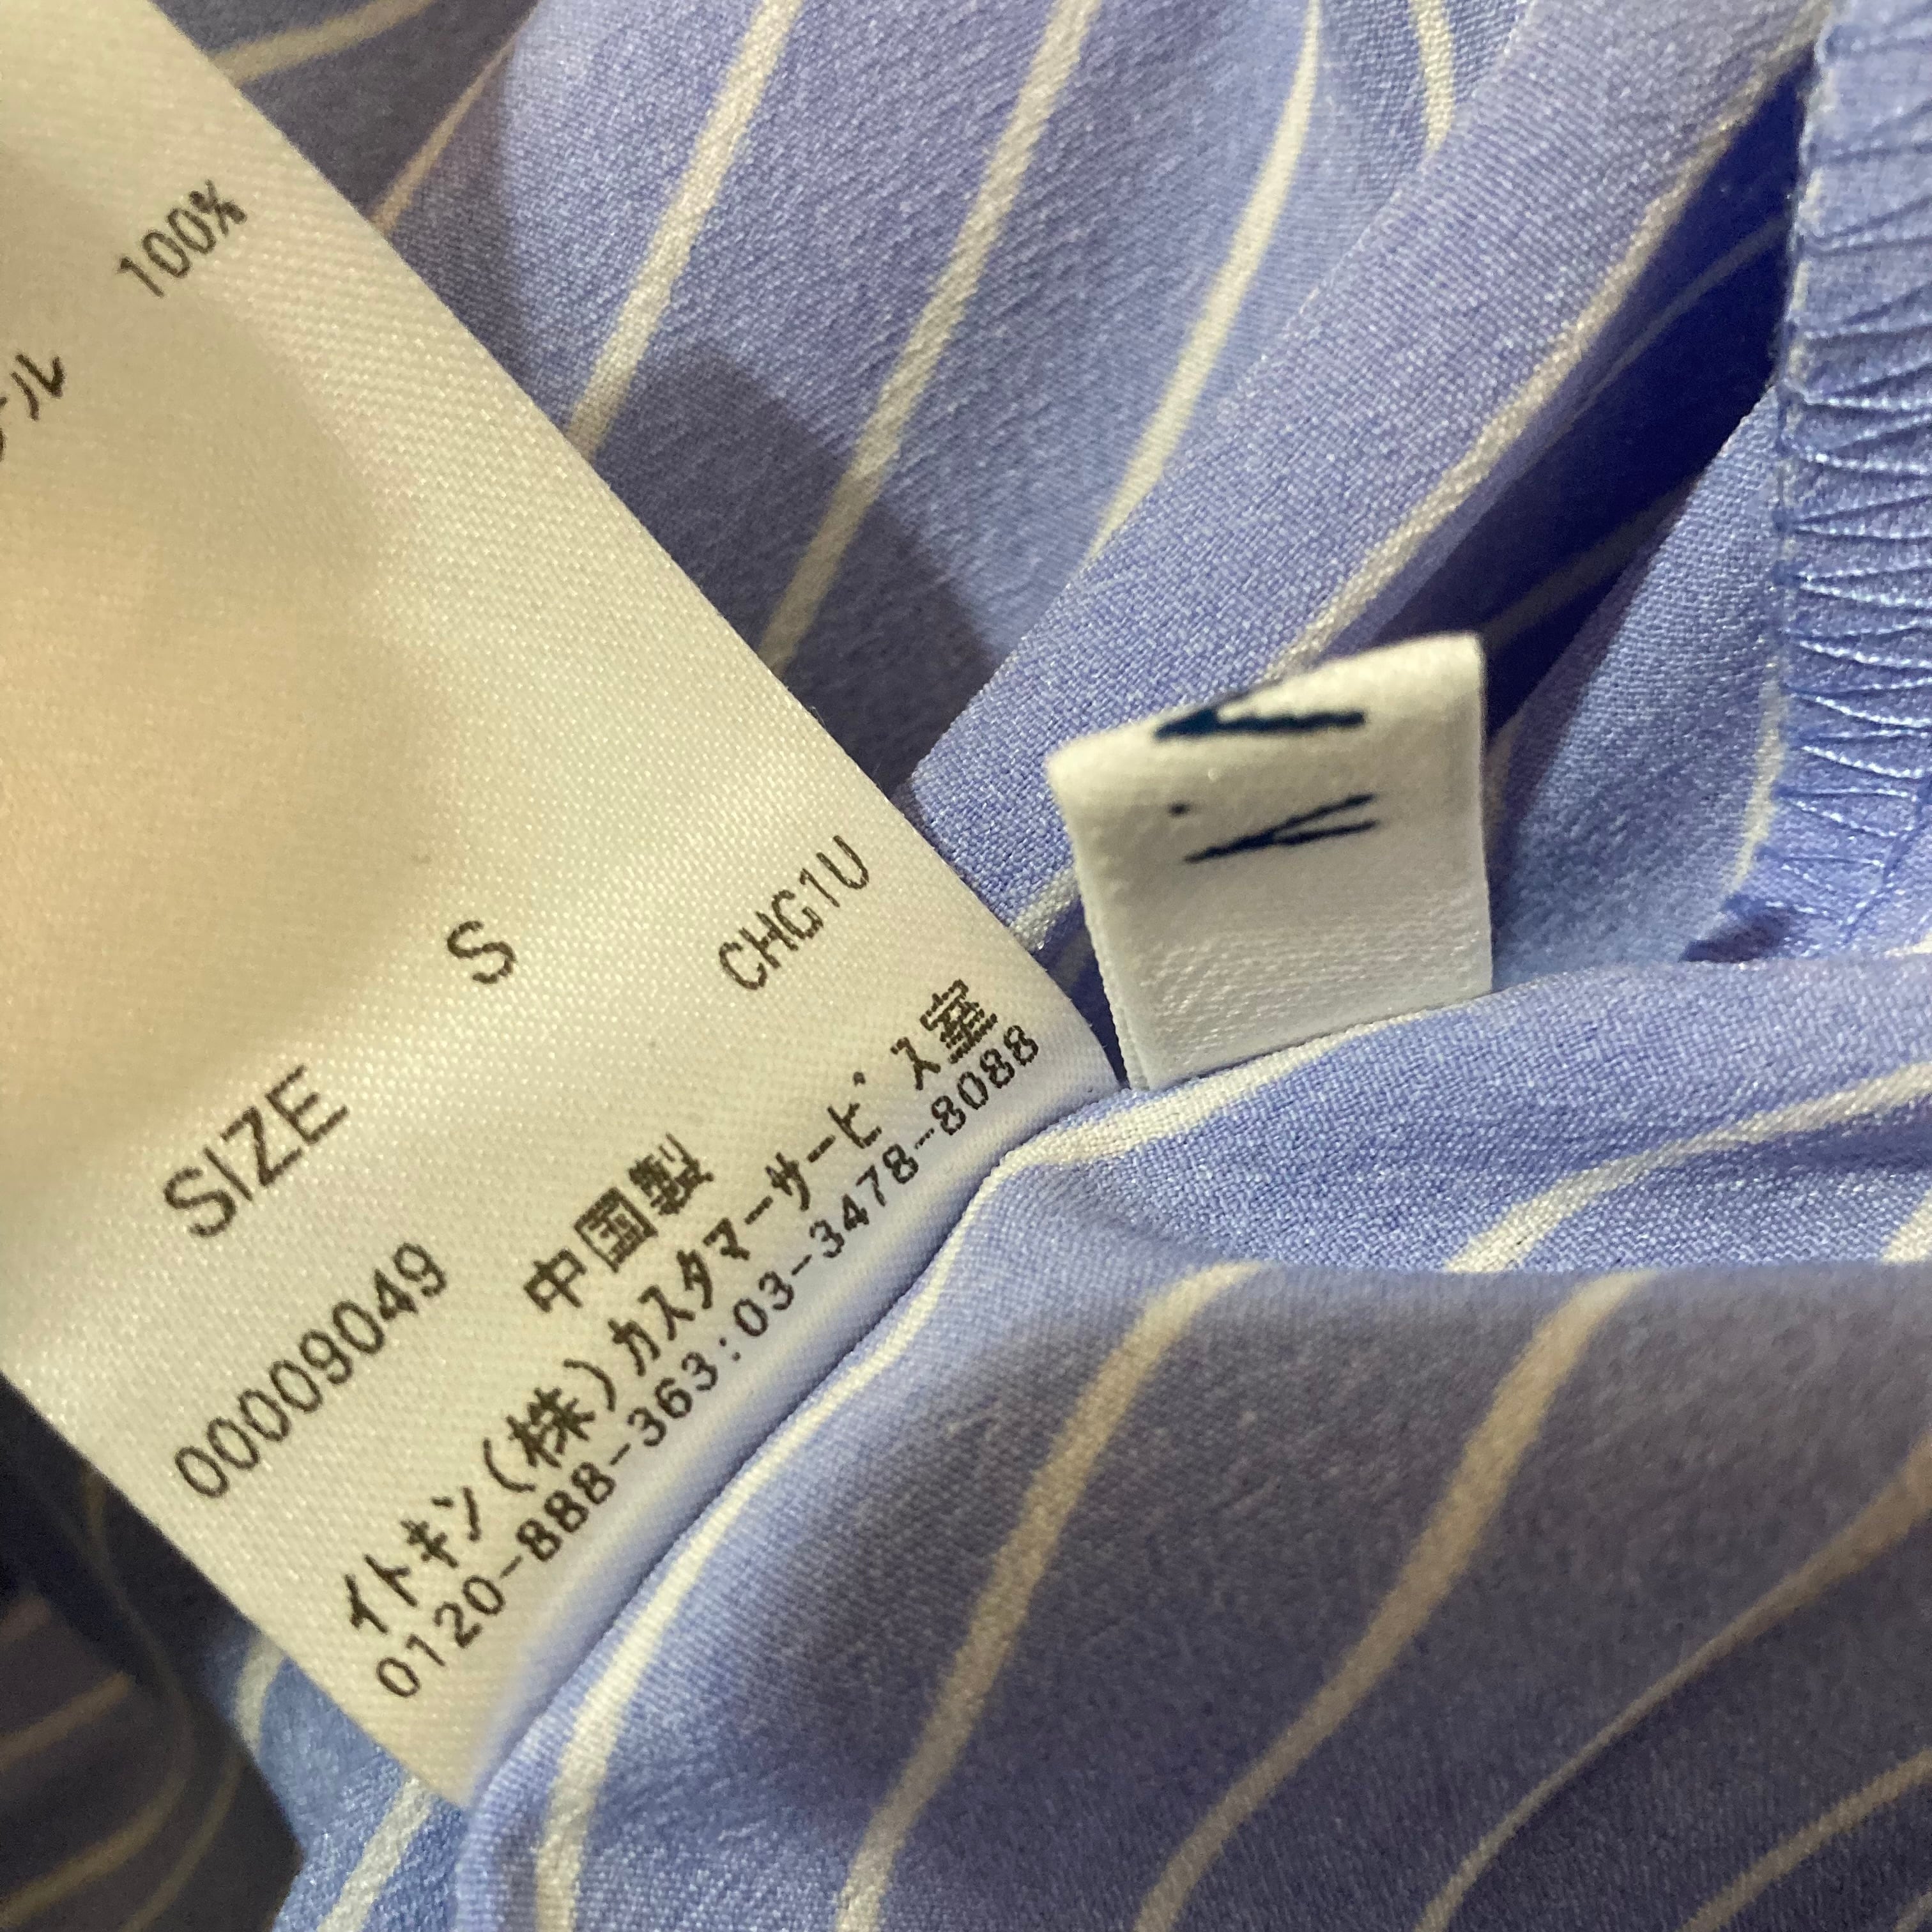 100%
SIZE S
00009049 中国製 CHG1U
イトキン(株)カスタマーサービス室
0120-888-363:03-3478-8088